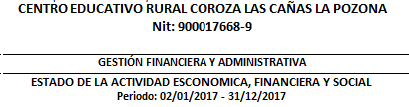 CENTRO EDUCATIVO RURAL COROZA LAS CAÑAS LA POZONA
Nit: 900017668-9
GESTIÓN FINANCIERA Y ADMINISTRATIVA
ESTADO DE LA ACTIVIDAD ESCONOMICA, FINANCIERA Y SOCIAL
Periodo: 02/01/2017 - 31/12/2017